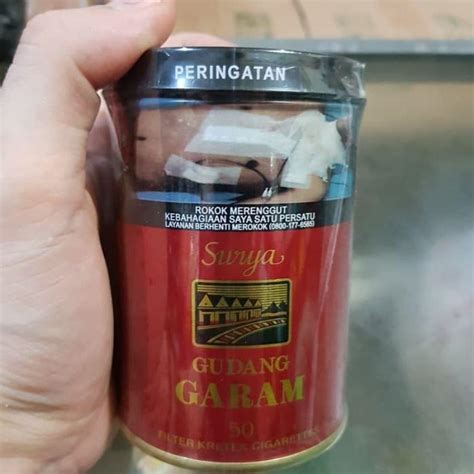 PERINGATAN
ROKOK MERENGGUT
KEBAHAGIAAN SAYA SATU PERSATU
LAYANAN BERHENTI MEROKOK (0800-177-6565)
Surya
GUDANG
GARAM
50
FILTER KRETEK CIGARETTES